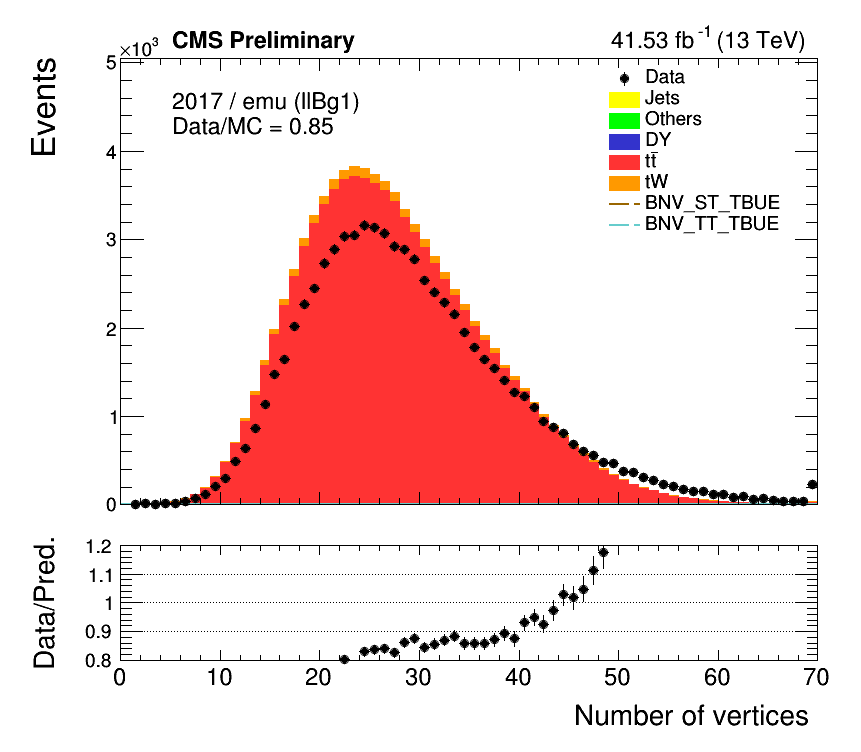 ×10³ CMS Preliminary 41.53 fb⁻¹ (13 TeV)
Events
5
4
3
2
1
0
2017 / emu (llBg1)
Data/MC = 0.85
Data
Jets
Others
DY
tt̄
tW
BNV_ST_TBUE
BNV_TT_TBUE
Data/Pred.
1.2
1.1
1
0.9
0.8
0 10 20 30 40 50 60 70
Number of vertices